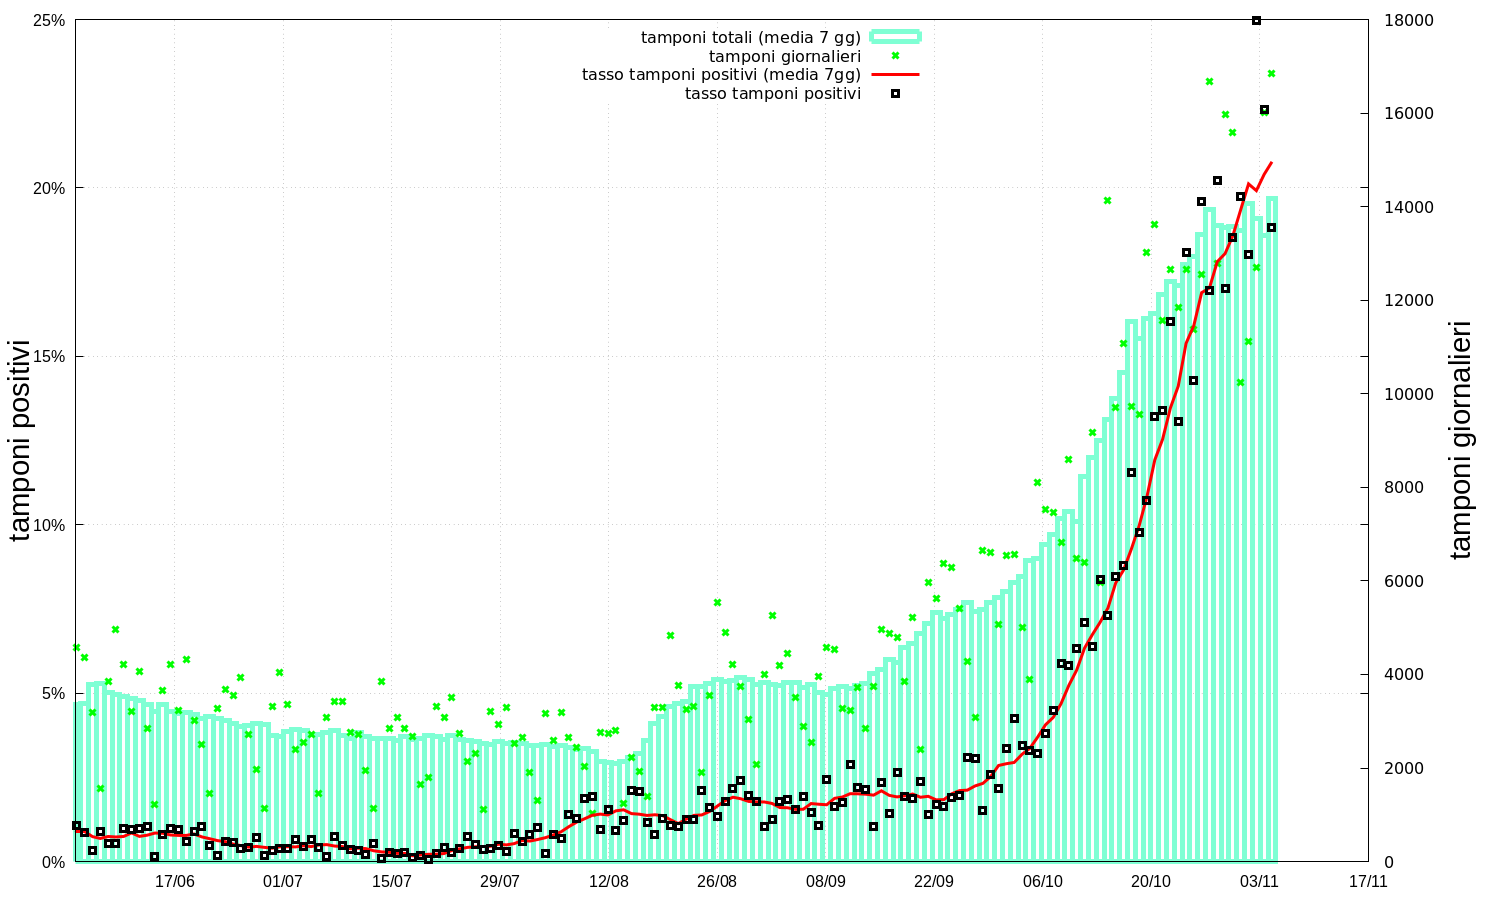 25%
20%
15%
10%
5%
0%
tamponi positivi
tamponi totali (media 7 gg)
tamponi giornalieri
tasso tamponi positivi (media 7gg)
tasso tamponi positivi
18000
16000
14000
12000
10000
8000
6000
4000
2000
0
tamponi giornalieri
17/06 01/07 15/07 29/07 12/08 26/08 08/09 22/09 06/10 20/10 03/11 17/11